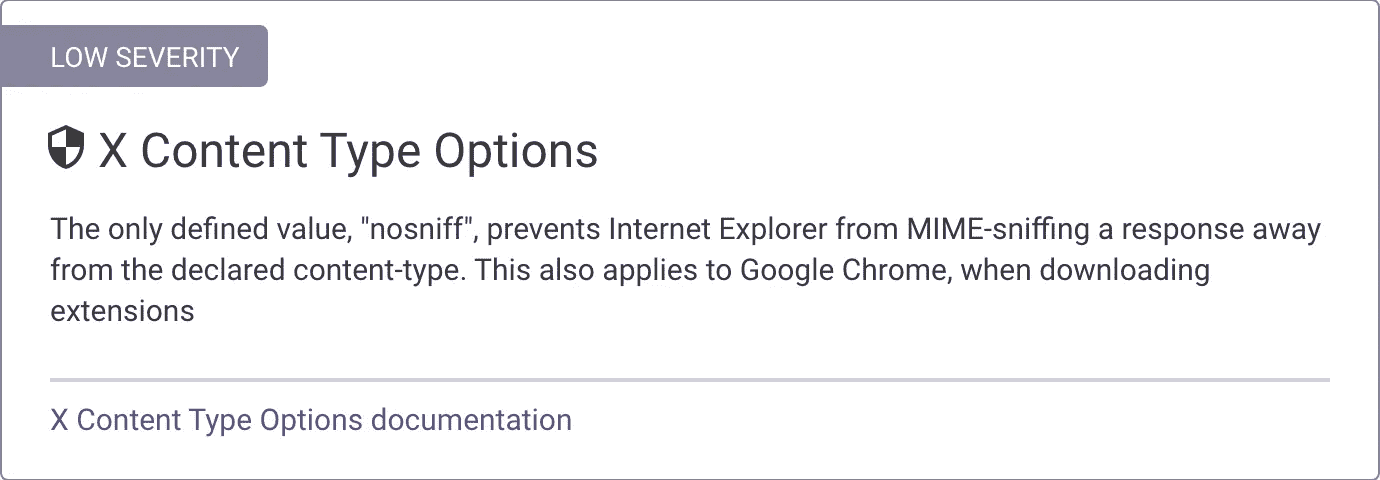 LOW SEVERITY
X Content Type Options
The only defined value, "nosniff", prevents Internet Explorer from MIME-sniffing a response away
from the declared content-type. This also applies to Google Chrome, when downloading
extensions
X Content Type Options documentation